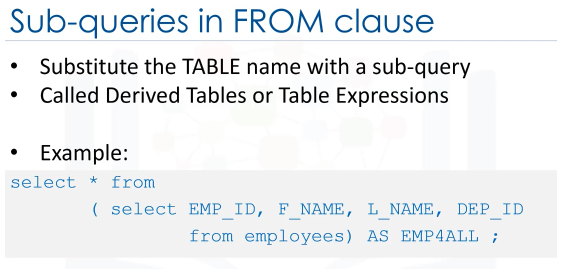 Sub-queries in FROM clause
• Substitute the TABLE name with a sub-query
• Called Derived Tables or Table Expressions
• Example:
select * from
( select EMP_ID, F_NAME, L_NAME, DEP_ID
from employees) AS EMP4ALL ;